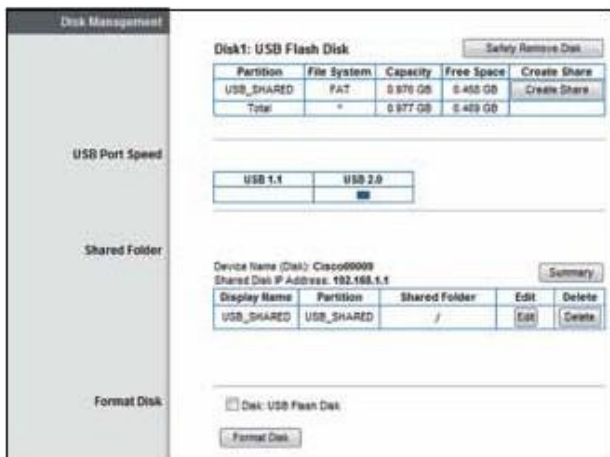 Disk Management
Disk1: USB Flash Disk
Safely Remove Disk
Partition File System Capacity Free Space Create Share
USB_SHARED FAT 0.976 GB 0.468 GB Create Share
Total * 0.977 GB 0.469 GB
USB Port Speed
USB 1.1 USB 2.0
Shared Folder
Device Name (Disk): Cisco00009
Shared Disk IP Address: 192.168.1.1
Summary
Display Name Partition Shared Folder Edit Delete
USB_SHARED USB_SHARED / Edit Delete
Format Disk
Disk: USB Flash Disk
Format Disk